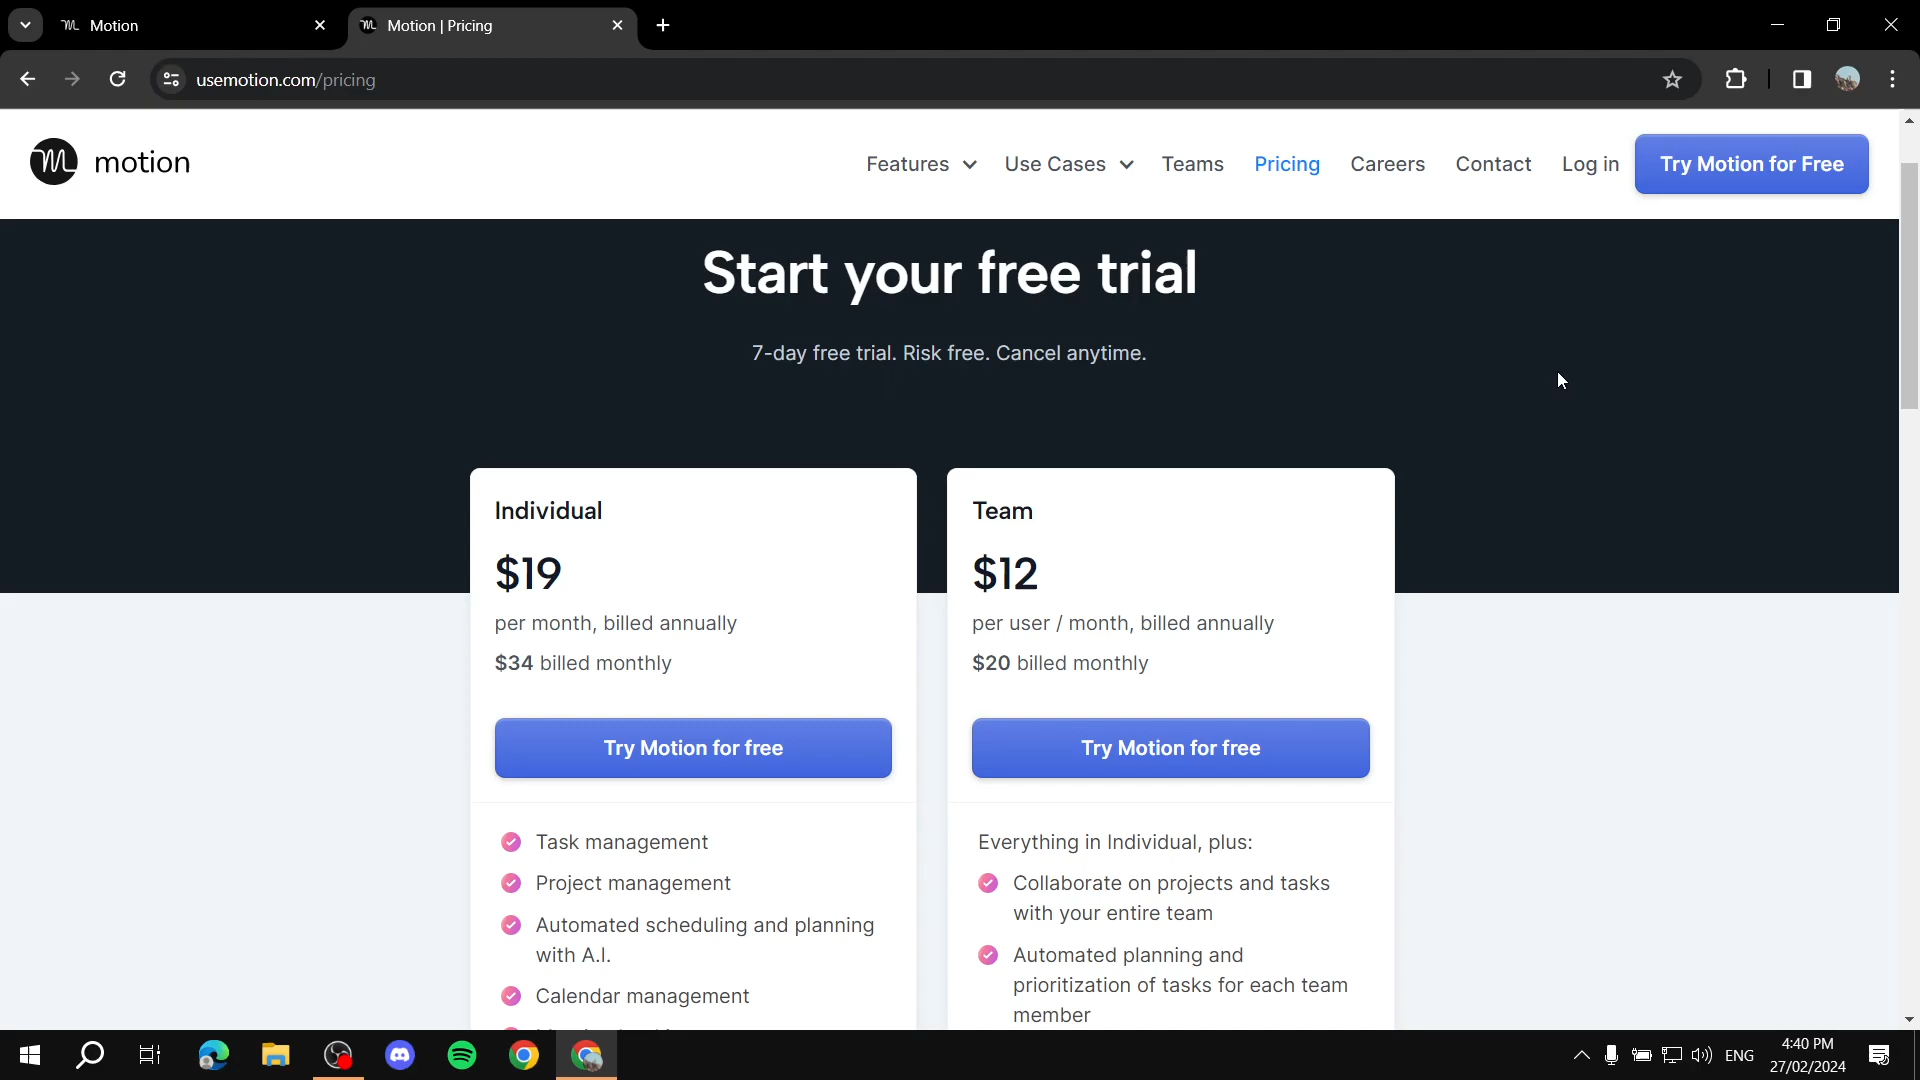 Motion
Motion | Pricing
usemotion.com/pricing
motion
Features
Use Cases
Teams
Pricing
Careers
Contact
Log in
Try Motion for Free
Start your free trial
7-day free trial. Risk free. Cancel anytime.
Individual
$19
per month, billed annually
$34 billed monthly
Try Motion for free
Task management
Project management
Automated scheduling and planning
with A.I.
Calendar management
Team
$12
per user / month, billed annually
$20 billed monthly
Try Motion for free
Everything in Individual, plus:
Collaborate on projects and tasks
with your entire team
Automated planning and
prioritization of tasks for each team
member
ENG
4:40 PM
27/02/2024